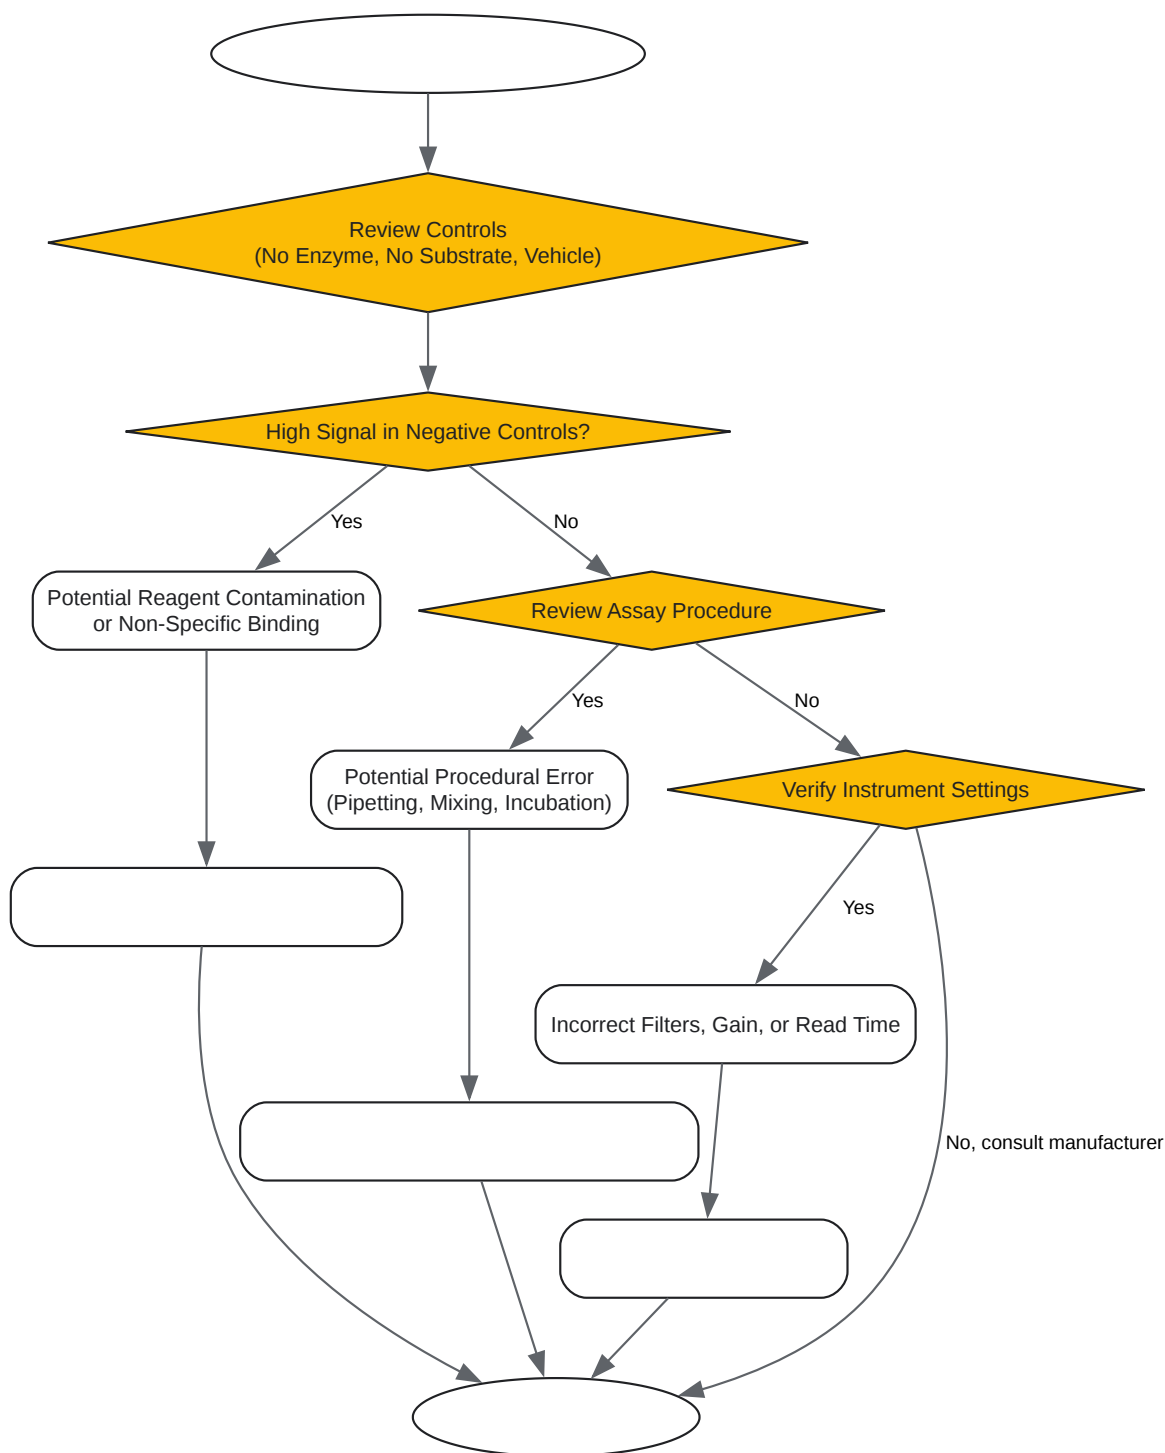 Review Controls
(No Enzyme, No Substrate, Vehicle)
High Signal in Negative Controls?
Yes
No
Potential Reagent Contamination
or Non-Specific Binding
Review Assay Procedure
Yes
No
Potential Procedural Error
(Pipetting, Mixing, Incubation)
Verify Instrument Settings
Yes
Incorrect Filters, Gain, or Read Time
No, consult manufacturer